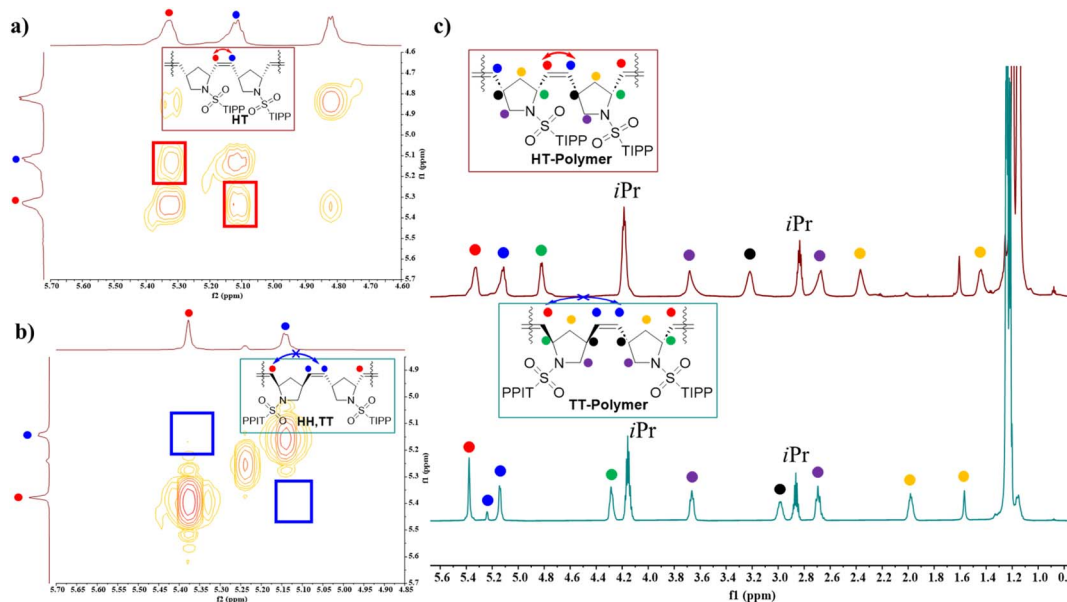 a)
4.6
4.7
4.8
4.9
5.0
5.1
5.2
5.3
5.4
5.5
5.6
5.7
f1 (ppm)
N
O
S
O
TIPP
HT
N
O
S
O
TIPP
5.70 5.60 5.50 5.40 5.30 5.20 5.10 5.00 4.90 4.80 4.70 4.60
f2 (ppm)
b)
4.9
5.0
5.1
5.2
5.3
5.4
5.5
5.6
5.7
f1 (ppm)
N
S
O
O
PPIT
HH,TT
N
O
S
O
TIPP
5.70 5.65 5.60 5.55 5.50 5.45 5.40 5.35 5.30 5.25 5.20 5.15 5.10 5.05 5.00 4.95 4.90 4.85
f2 (ppm)
c)
N
O
S
O
TIPP
N
O
S
O
TIPP
HT-Polymer
iPr
iPr
N
O
S
O
PPIT
N
O
S
O
TIPP
TT-Polymer
iPr
iPr
5.6 5.4 5.2 5.0 4.8 4.6 4.4 4.2 4.0 3.8 3.6 3.4 3.2 3.0 2.8 2.6 2.4 2.2 2.0 1.8 1.6 1.4 1.2 1.0 0.8
f1 (ppm)